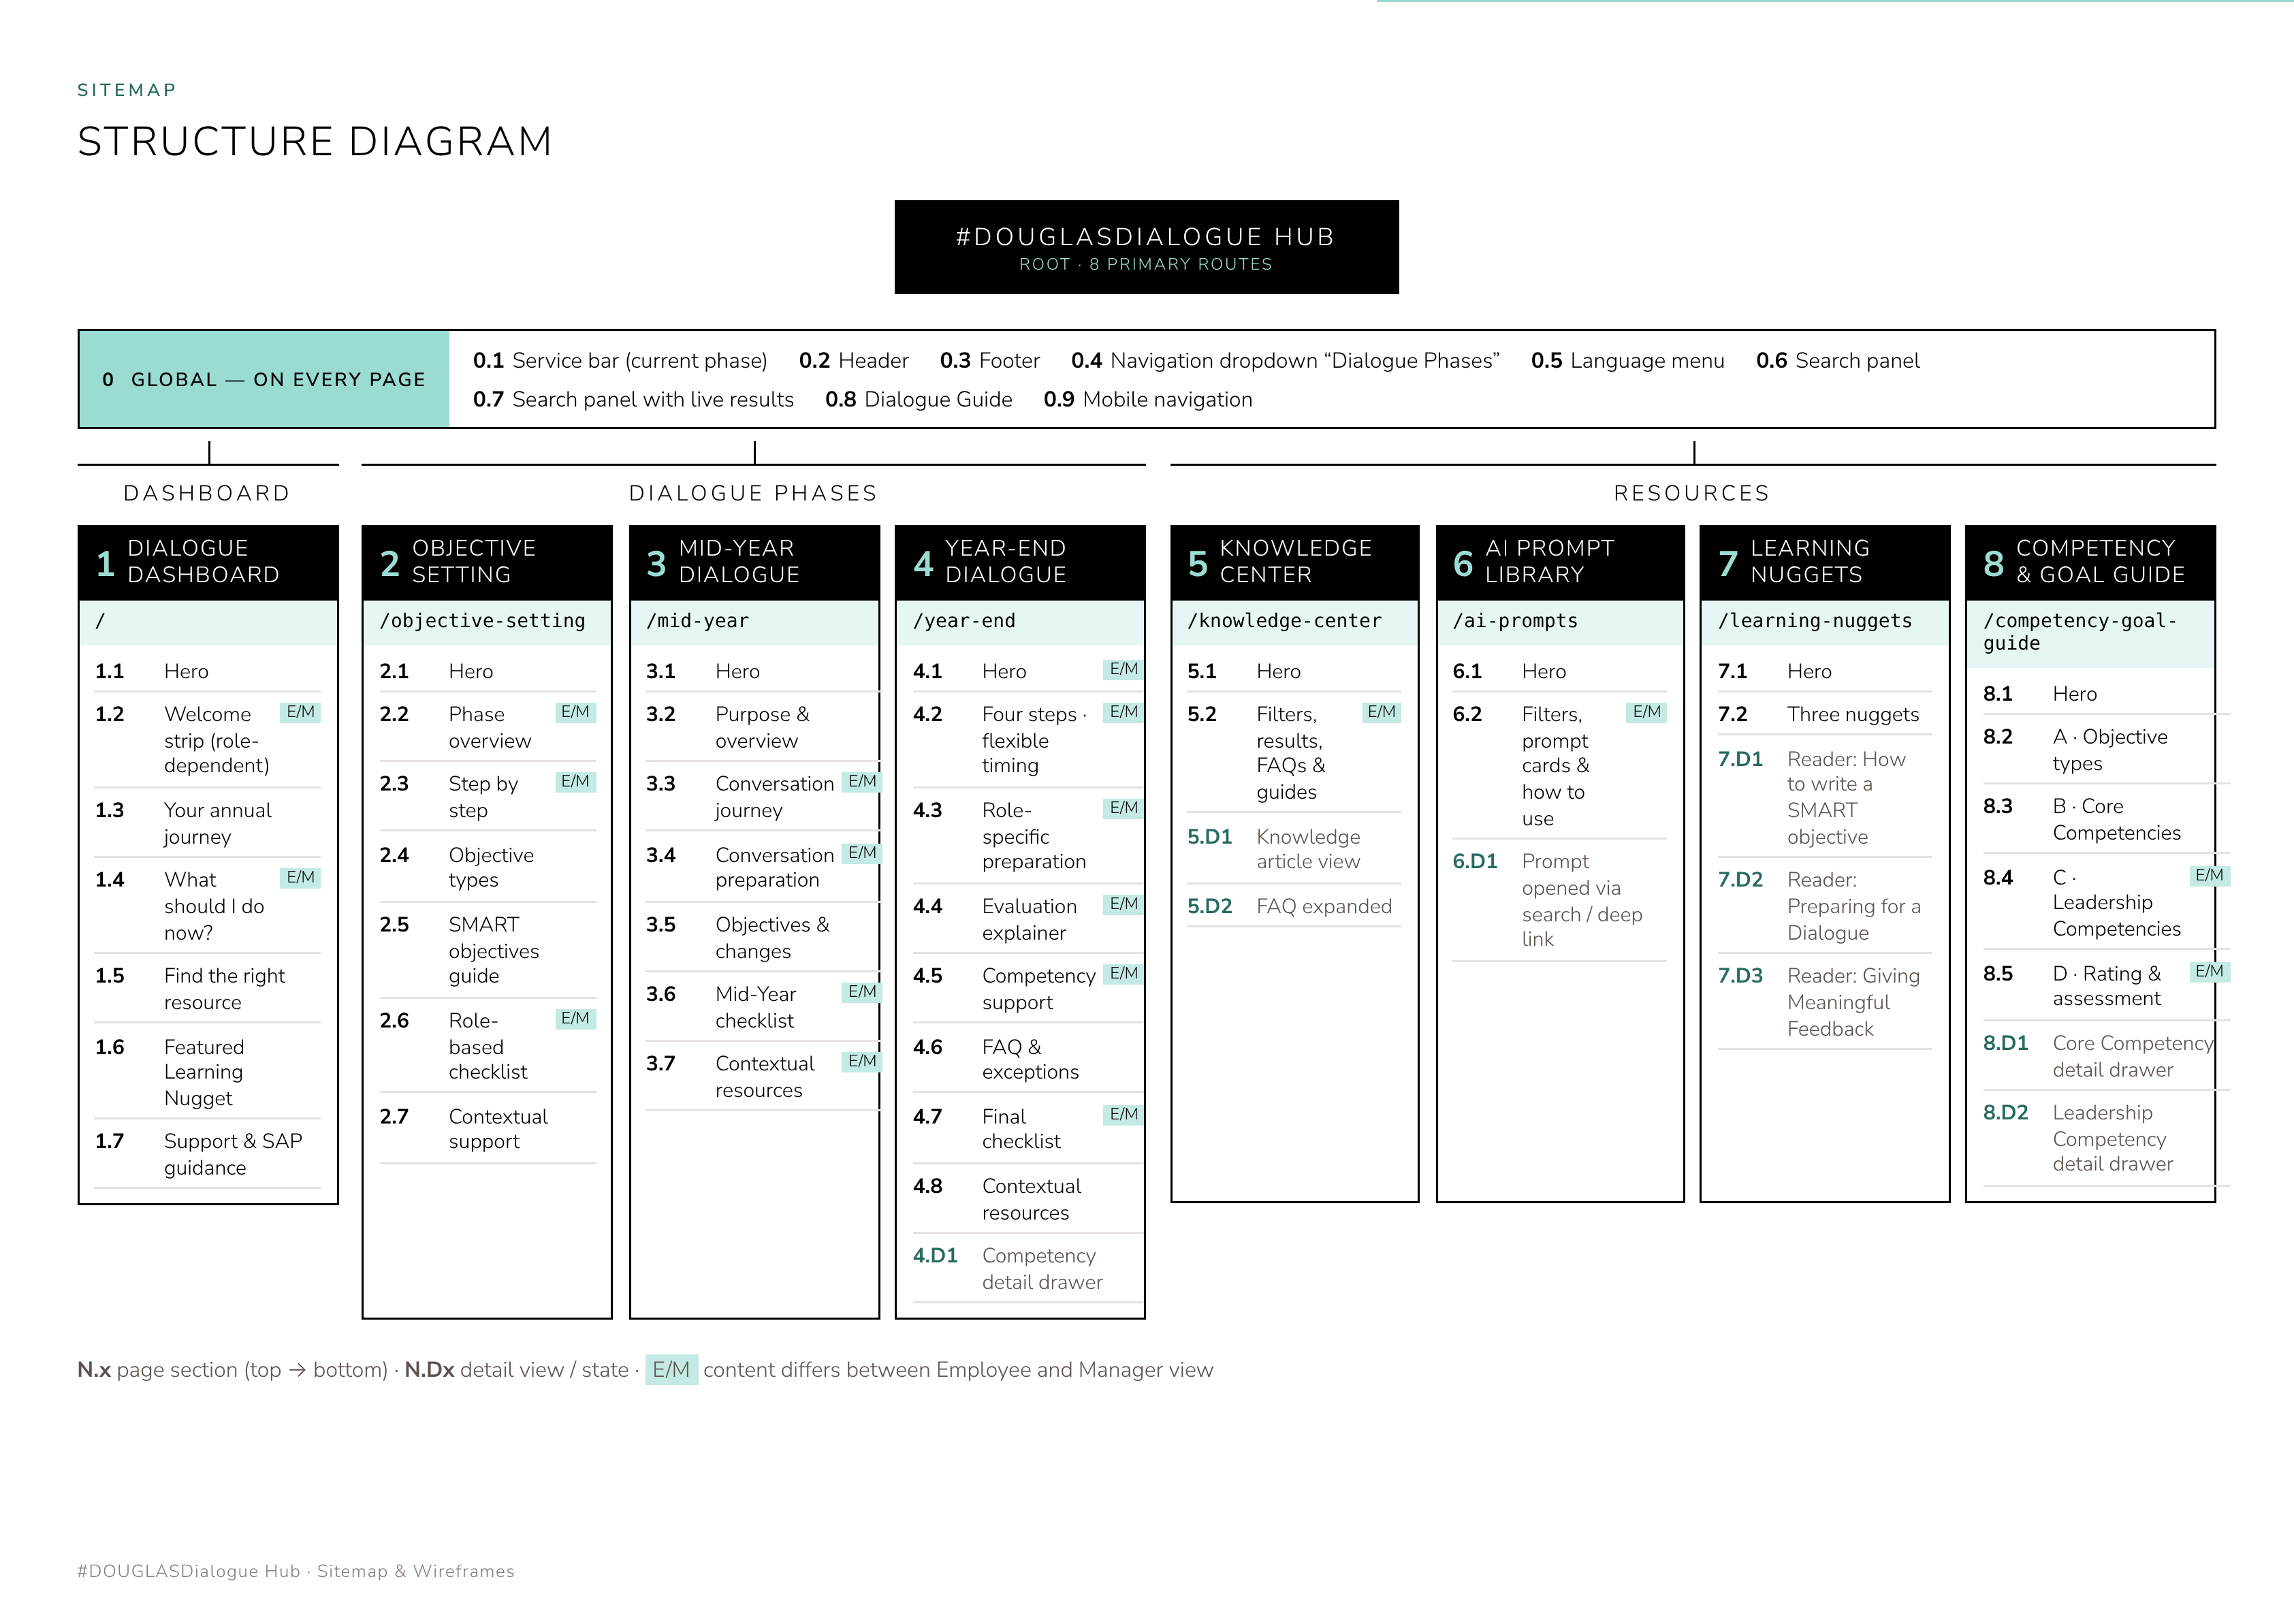 SITEMAP
STRUCTURE DIAGRAM
#DOUGLASDIALOGUE HUB
ROOT · 8 PRIMARY ROUTES
0 GLOBAL — ON EVERY PAGE
0.1 Service bar (current phase) 0.2 Header 0.3 Footer 0.4 Navigation dropdown “Dialogue Phases” 0.5 Language menu 0.6 Search panel
0.7 Search panel with live results 0.8 Dialogue Guide 0.9 Mobile navigation
DASHBOARD
1 DIALOGUE
DASHBOARD
/
1.1 Hero
1.2 Welcome E/M
strip (role-
dependent)
1.3 Your annual
journey
1.4 What E/M
should I do
now?
1.5 Find the right
resource
1.6 Featured
Learning
Nugget
1.7 Support & SAP
guidance
DIALOGUE PHASES
2 OBJECTIVE
SETTING
/objective-setting
2.1 Hero
2.2 Phase E/M
overview
2.3 Step by E/M
step
2.4 Objective
types
2.5 SMART
objectives
guide
2.6 Role- E/M
based
checklist
2.7 Contextual
support
3 MID-YEAR
DIALOGUE
/mid-year
3.1 Hero
3.2 Purpose &
overview
3.3 Conversation E/M
journey
3.4 Conversation E/M
preparation
3.5 Objectives &
changes
3.6 Mid-Year E/M
checklist
3.7 Contextual E/M
resources
4 YEAR-END
DIALOGUE
/year-end
4.1 Hero E/M
4.2 Four steps · E/M
flexible
timing
4.3 Role- E/M
specific
preparation
4.4 Evaluation E/M
explainer
4.5 Competency E/M
support
4.6 FAQ &
exceptions
4.7 Final E/M
checklist
4.8 Contextual
resources
4.D1 Competency
detail drawer
RESOURCES
5 KNOWLEDGE
CENTER
/knowledge-center
5.1 Hero
5.2 Filters, E/M
results,
FAQs &
guides
5.D1 Knowledge
article view
5.D2 FAQ expanded
6 AI PROMPT
LIBRARY
/ai-prompts
6.1 Hero
6.2 Filters, E/M
prompt
cards &
how to
use
6.D1 Prompt
opened via
search / deep
link
7 LEARNING
NUGGETS
/learning-nuggets
7.1 Hero
7.2 Three nuggets
7.D1 Reader: How
to write a
SMART
objective
7.D2 Reader:
Preparing for a
Dialogue
7.D3 Reader: Giving
Meaningful
Feedback
8 COMPETENCY
& GOAL GUIDE
/competency-goal-
guide
8.1 Hero
8.2 A · Objective
types
8.3 B · Core
Competencies
8.4 C · E/M
Leadership
Competencies
8.5 D · Rating & E/M
assessment
8.D1 Core Competency
detail drawer
8.D2 Leadership
Competency
detail drawer
N.x page section (top → bottom) · N.Dx detail view / state · E/M content differs between Employee and Manager view
#DOUGLASDialogue Hub · Sitemap & Wireframes